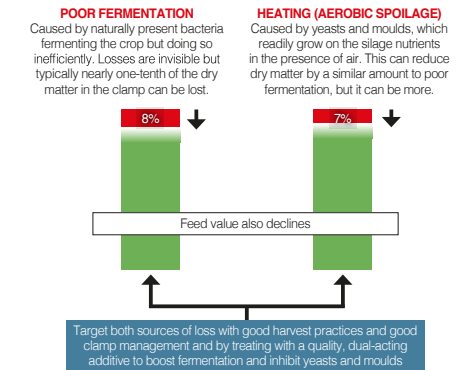 POOR FERMENTATION
Caused by naturally present bacteria
fermenting the crop but doing so
inefficiently. Losses are invisible but
typically nearly one-tenth of the dry
matter in the clamp can be lost.
HEATING (AEROBIC SPOILAGE)
Caused by yeasts and moulds, which
readily grow on the silage nutrients
in the presence of air. This can reduce
dry matter by a similar amount to poor
fermentation, but it can be more.
8%
7%
Feed value also declines
Target both sources of loss with good harvest practices and good
clamp management and by treating with a quality, dual-acting
additive to boost fermentation and inhibit yeasts and moulds